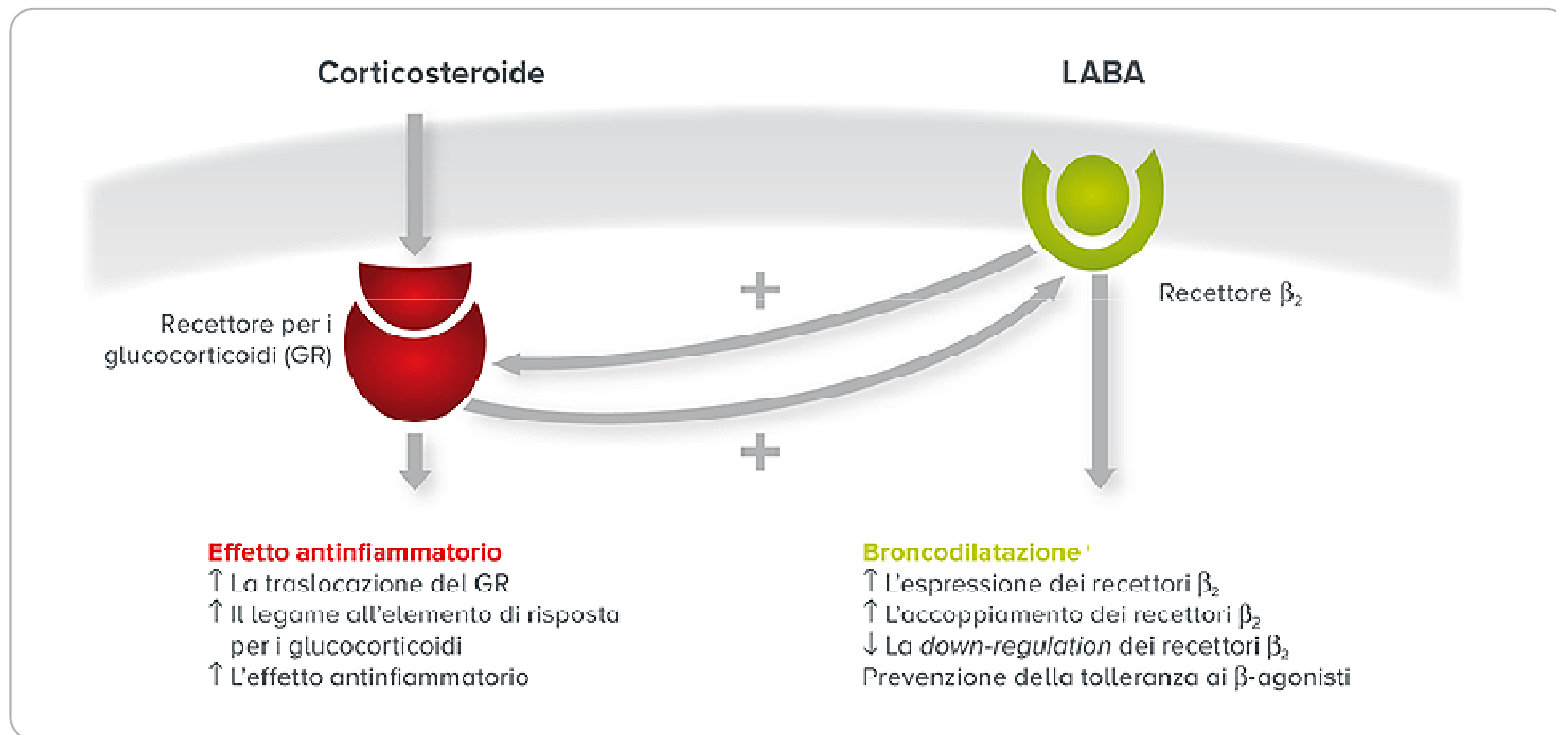 Corticosteroide
LABA
Recettore per i
glucocorticoidi (GR)
+
+
Recettore β₂
Effetto antinfiammatorio
↑ La traslocazione del GR
↑ Il legame all'elemento di risposta
per i glucocorticoidi
↑ L'effetto antinfiammatorio
Broncodilatazione
↑ L'espressione dei recettori β₂
↑ L'accoppiamento dei recettori β₂
↓ La down-regulation dei recettori β₂
Prevenzione della tolleranza ai β-agonisti